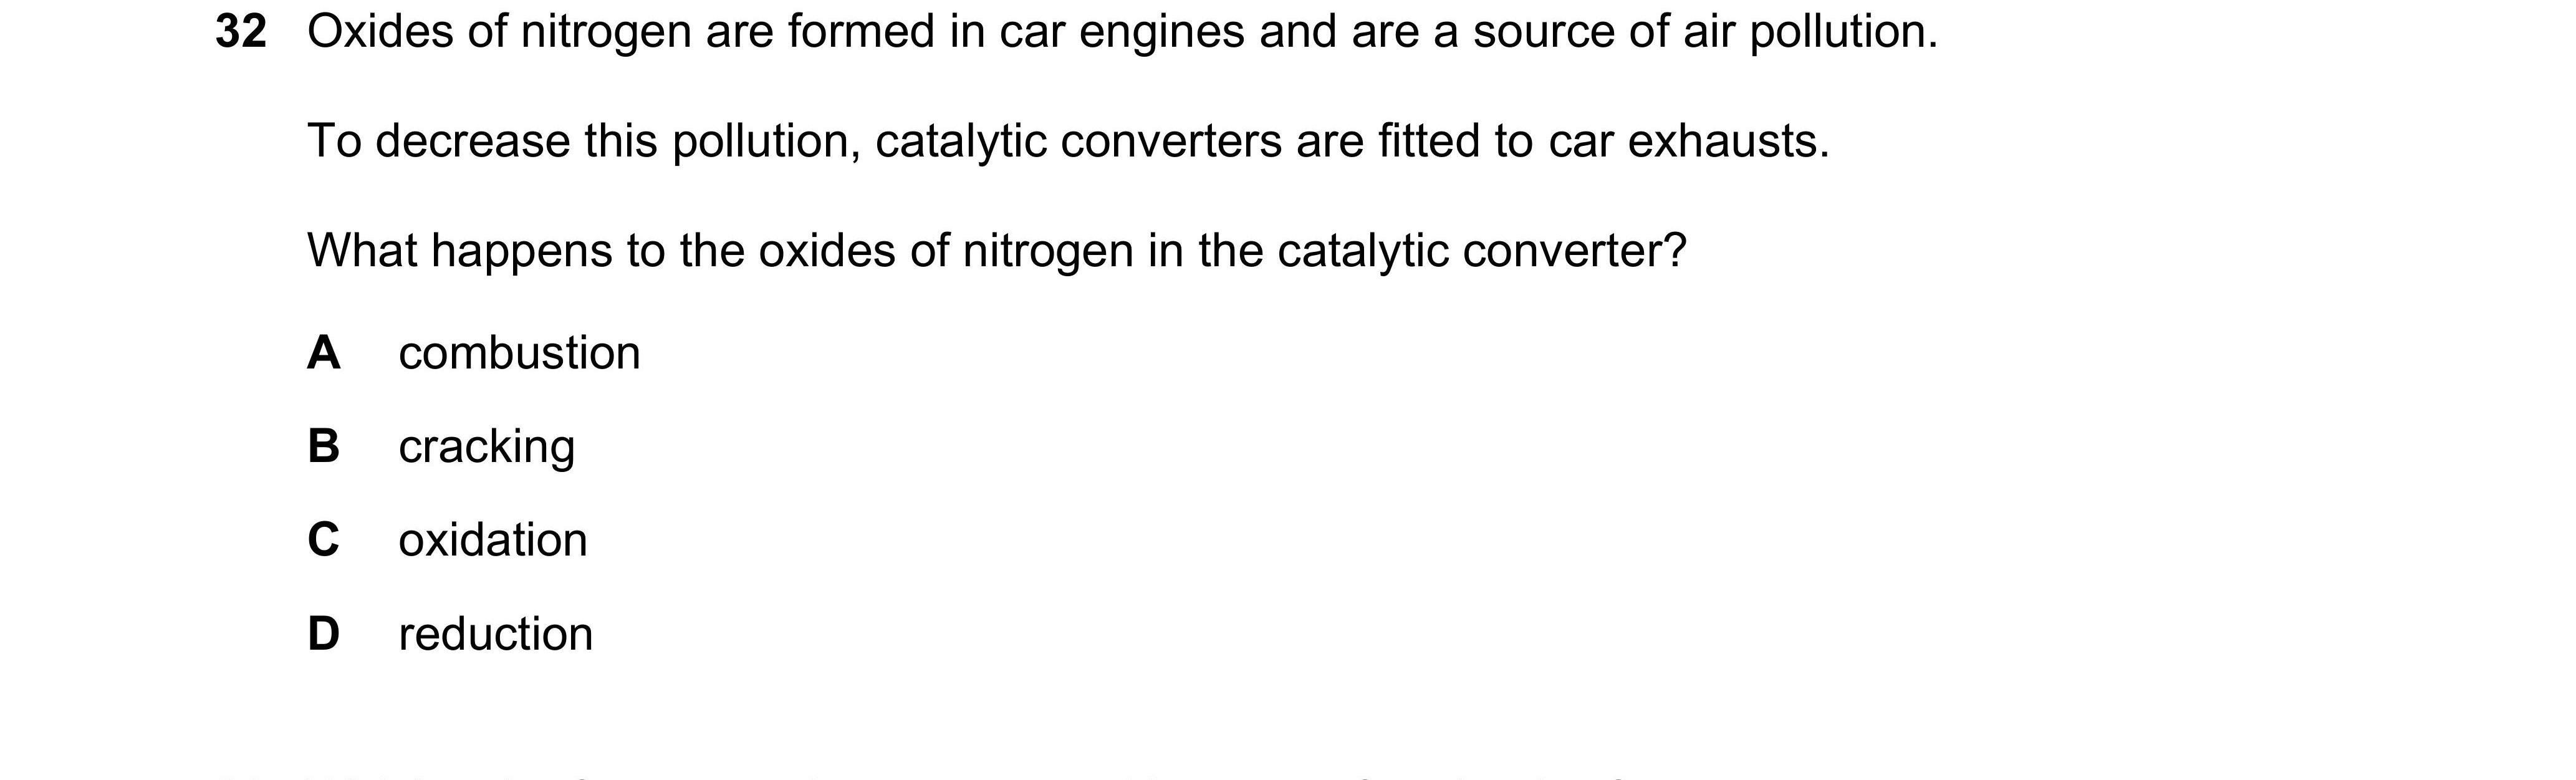 32 Oxides of nitrogen are formed in car engines and are a source of air pollution.
To decrease this pollution, catalytic converters are fitted to car exhausts.
What happens to the oxides of nitrogen in the catalytic converter?
A combustion
B cracking
C oxidation
D reduction